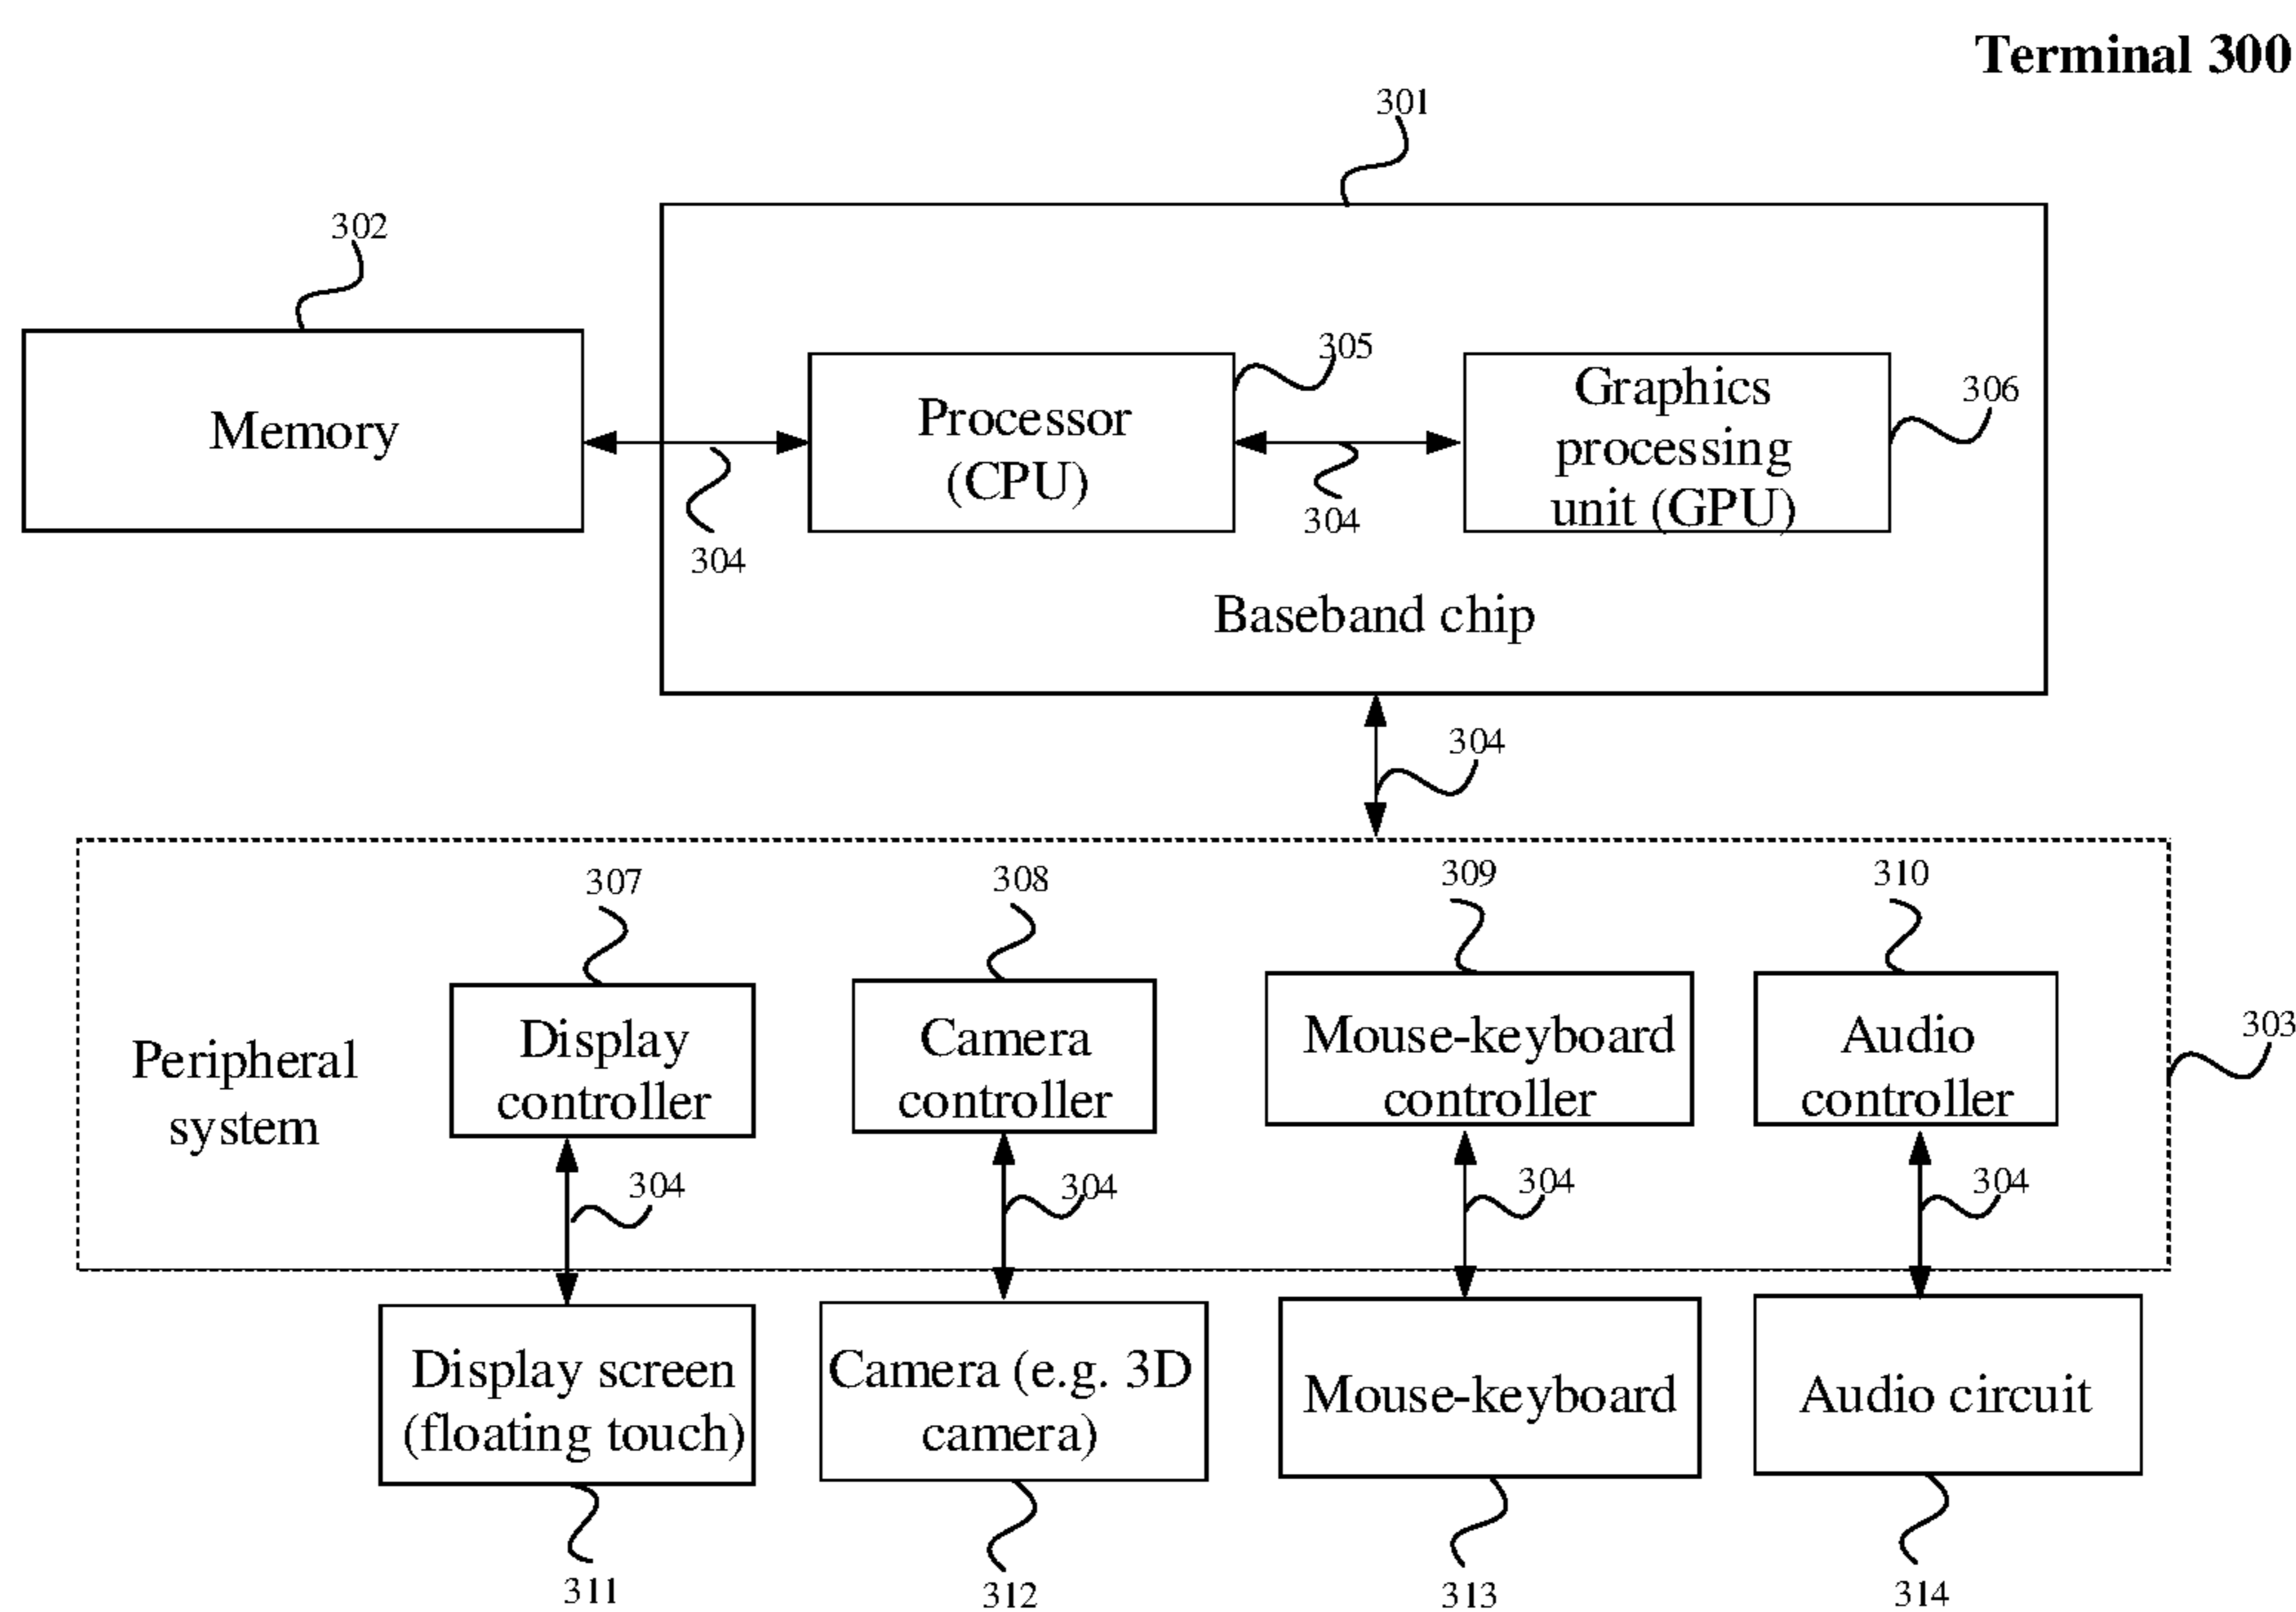 Terminal 300
301
302
305
306
Memory
Processor
(CPU)
Graphics
processing
unit (GPU)
304
304
Baseband chip
304
307
308
309
310
303
Peripheral
system
Display
controller
Camera
controller
Mouse-keyboard
controller
Audio
controller
304
304
304
304
Display screen
(floating touch)
Camera (e.g. 3D
camera)
Mouse-keyboard
Audio circuit
311
312
313
314